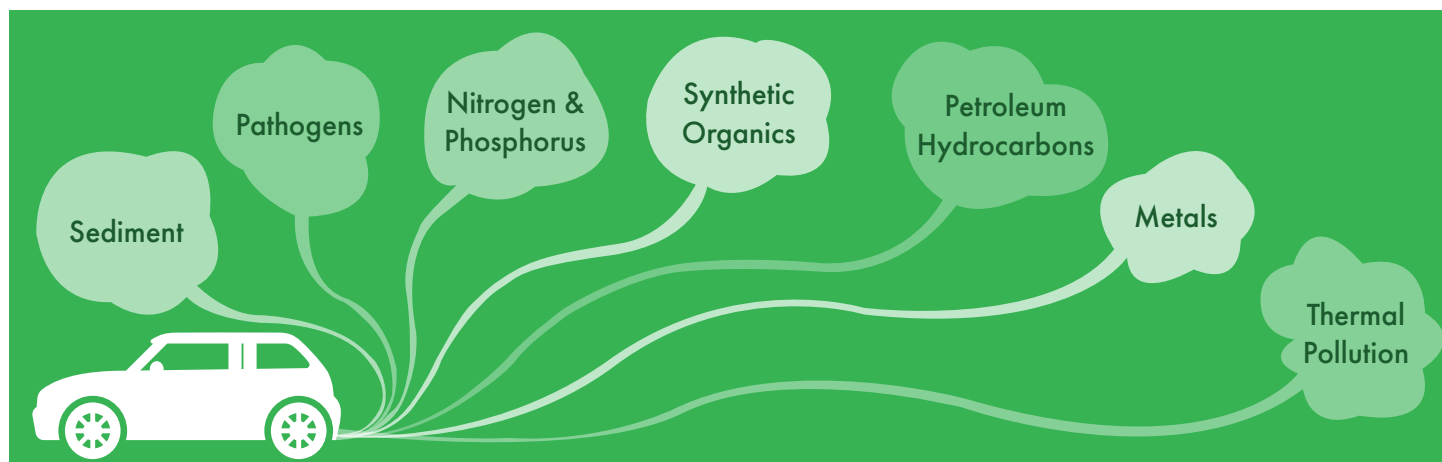 Sediment
Pathogens
Nitrogen &
Phosphorus
Synthetic
Organics
Petroleum
Hydrocarbons
Metals
Thermal
Pollution